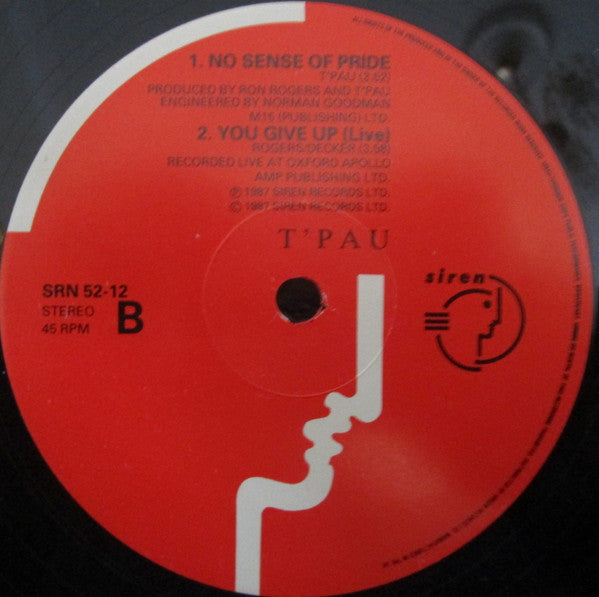 1. NO SENSE OF PRIDE
T'PAU (3.52)
PRODUCED BY RON ROGERS AND T'PAU
ENGINEERED BY NORMAN GOODMAN
M16 (PUBLISHING) LTD.
2. YOU GIVE UP (Live)
ROGERS/DECKER (3.58)
RECORDED LIVE AT OXFORD APOLLO
AMP PUBLISHING LTD.
℗ 1987 SIREN RECORDS LTD.
© 1987 SIREN RECORDS LTD.
T'PAU
SRN 52-12
STEREO
45 RPM
B
siren